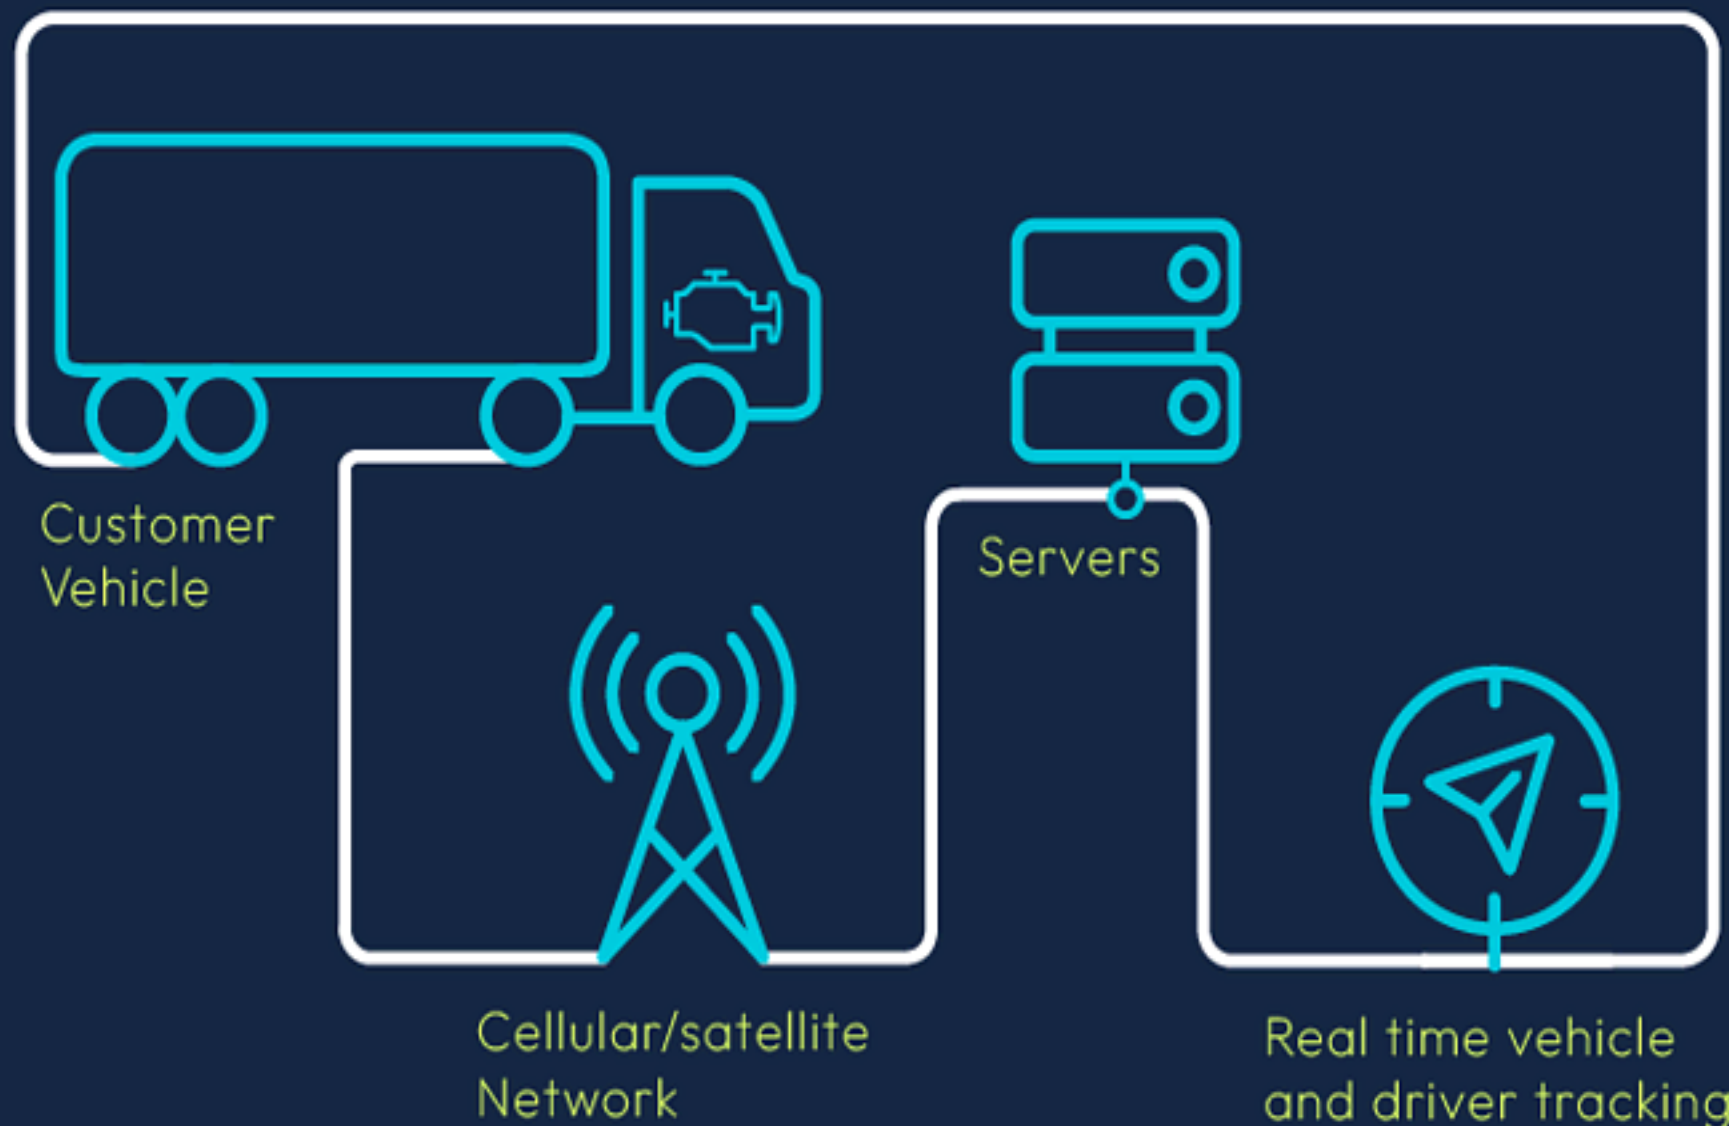 Customer
Vehicle
Servers
Cellular/satellite
Network
Real time vehicle
and driver tracking